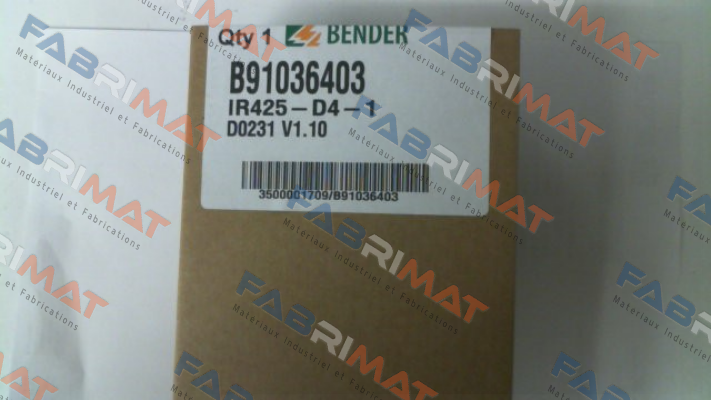 Qty 1 BENDER
B91036403
IR425-D4-1
D0231 V1.10
3500001709/B91036403
FABRIMAT
Materiaux Industriel et Fabrications